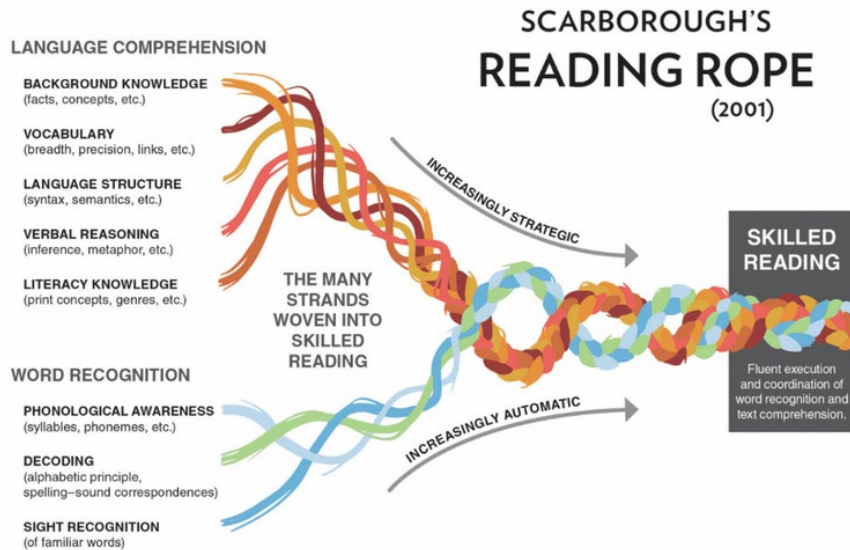 SCARBOROUGH'S
READING ROPE
(2001)
LANGUAGE COMPREHENSION
BACKGROUND KNOWLEDGE
(facts, concepts, etc.)
VOCABULARY
(breadth, precision, links, etc.)
LANGUAGE STRUCTURE
(syntax, semantics, etc.)
VERBAL REASONING
(inference, metaphor, etc.)
LITERACY KNOWLEDGE
(print concepts, genres, etc.)
THE MANY
STRANDS
WOVEN INTO
SKILLED
READING
WORD RECOGNITION
PHONOLOGICAL AWARENESS
(syllables, phonemes, etc.)
DECODING
(alphabetic principle,
spelling–sound correspondences)
SIGHT RECOGNITION
(of familiar words)
INCREASINGLY STRATEGIC
INCREASINGLY AUTOMATIC
SKILLED
READING
Fluent execution
and coordination of
word recognition and
text comprehension.